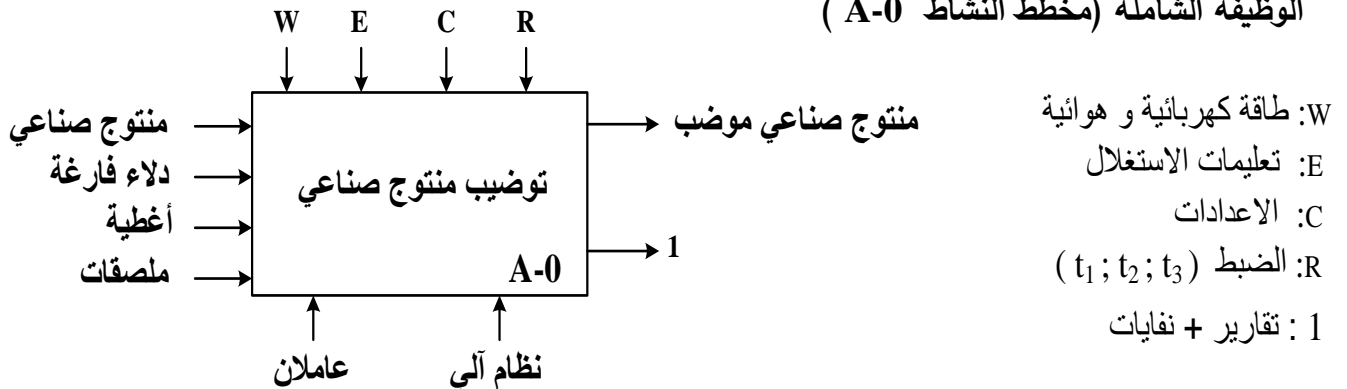 الوظيفة الشاملة (مخطط النشاط A-0 )
W E C R
W: طاقة كهربائية و هوائية
E: تعليمات الاستغلال
C: الاعدادات
R: الضبط ( t₁ ; t₂ ; t₃ )
1 : تقارير + نفايات
منتوج صناعي
دلاء فارغة
أغطية
ملصقات
توضيب منتوج صناعي
A-0
منتوج صناعي موضب
1
عاملان
نظام آلي